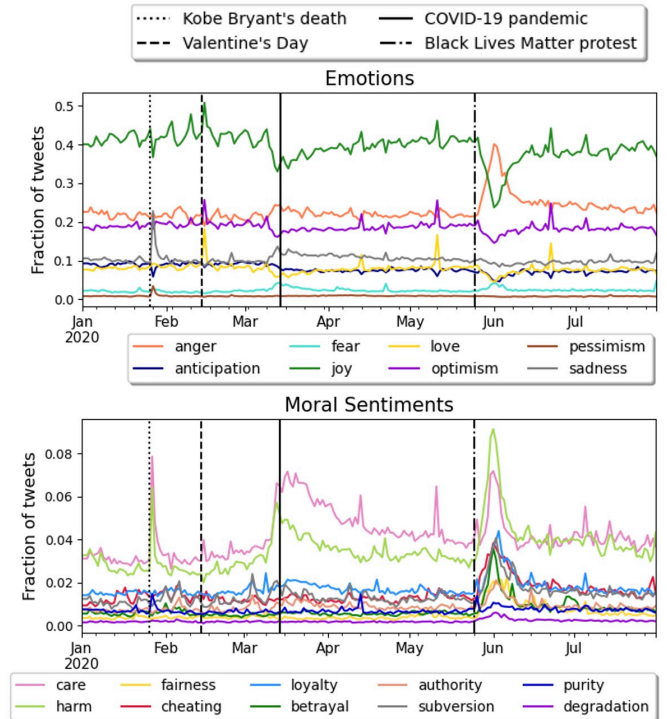 Kobe Bryant's death COVID-19 pandemic
Valentine's Day Black Lives Matter protest
Emotions
Fraction of tweets
0.5
0.4
0.3
0.2
0.1
0.0
Jan Feb Mar Apr May Jun Jul
2020
anger fear love pessimism
anticipation joy optimism sadness
Moral Sentiments
Fraction of tweets
0.08
0.06
0.04
0.02
0.00
Jan Feb Mar Apr May Jun Jul
2020
care fairness loyalty authority purity
harm cheating betrayal subversion degradation